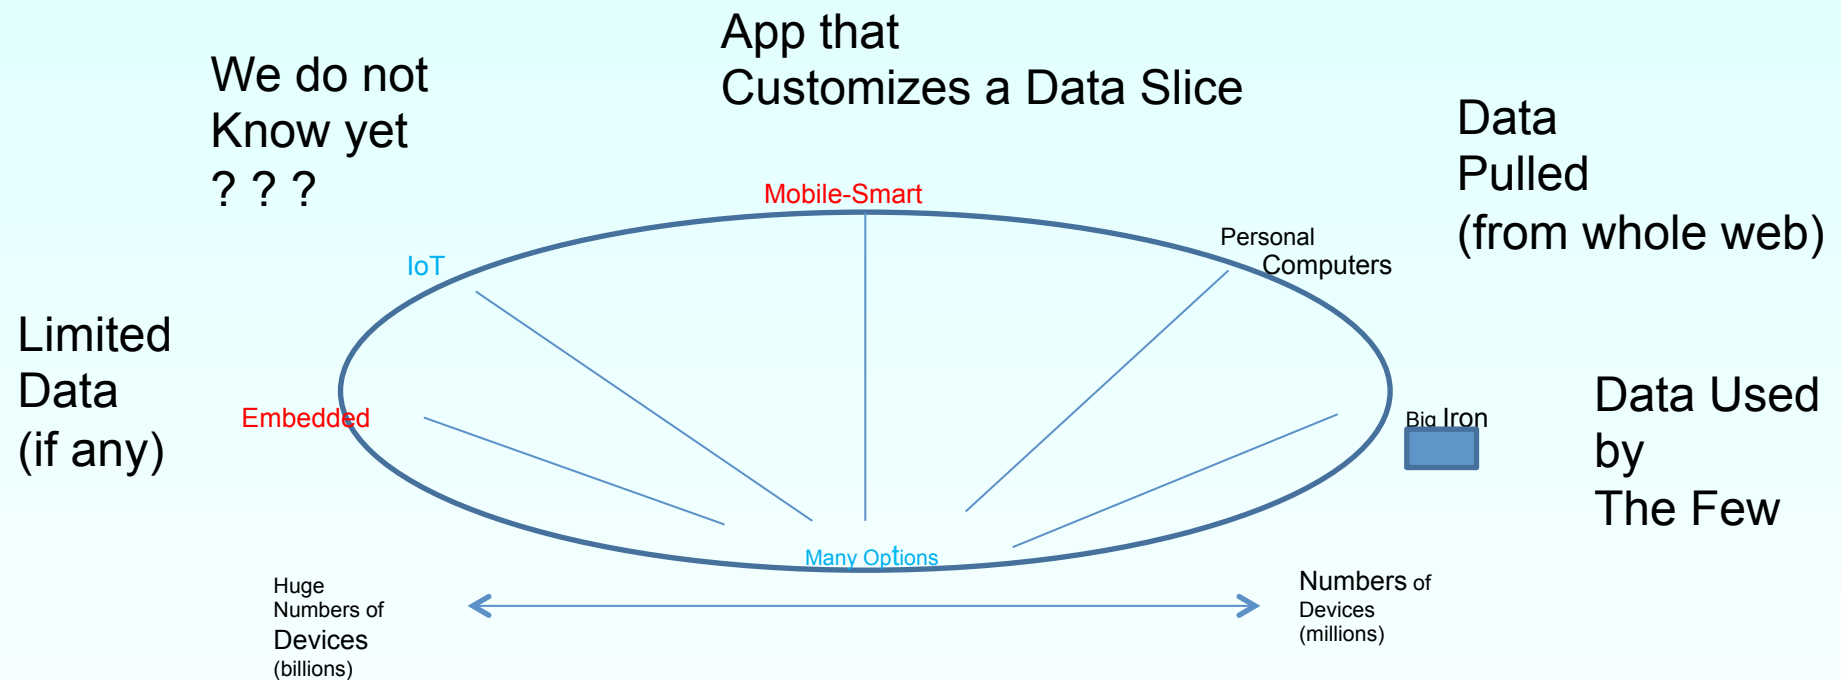 App that
Customizes a Data Slice
We do not
Know yet
? ? ?
Data
Pulled
(from whole web)
Mobile-Smart
Personal
Computers
IoT
Limited
Data
(if any)
Embedded
Big Iron
Data Used
by
The Few
Many Options
Huge
Numbers of
Devices
(billions)
Numbers of
Devices
(millions)